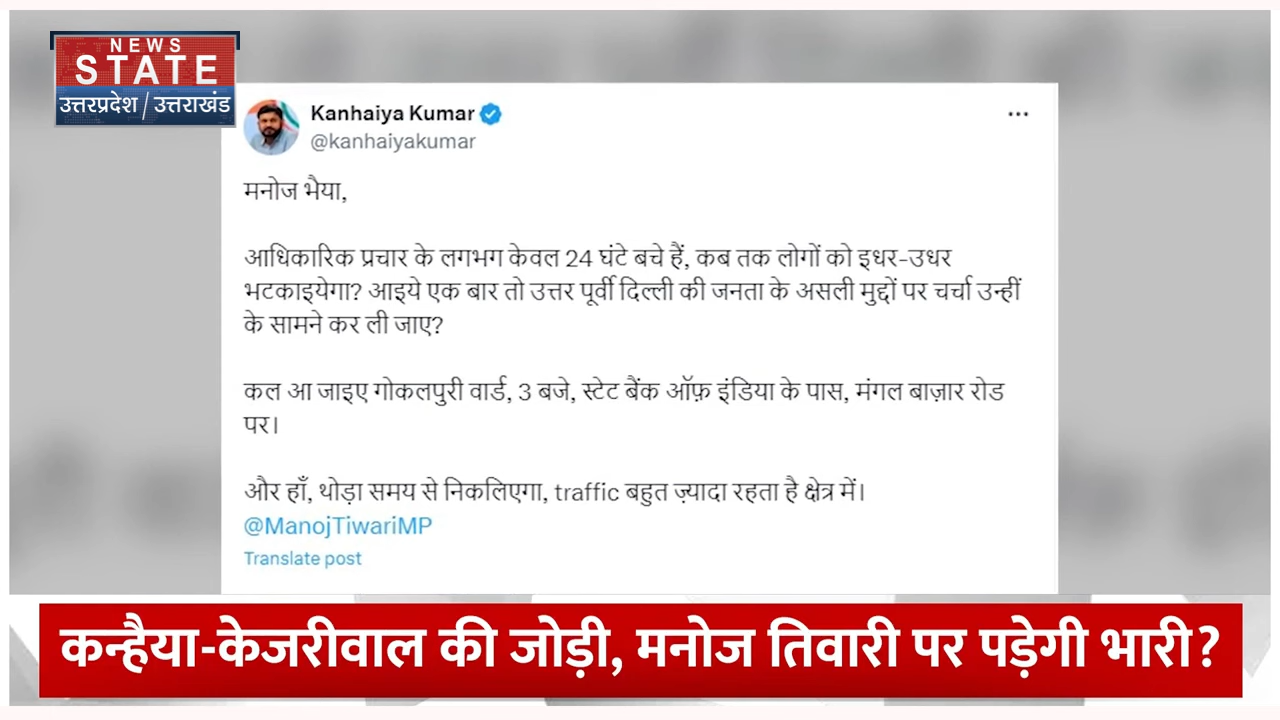 NEWS
STATE
उत्तरप्रदेश / उत्तराखंड
Kanhaiya Kumar
@kanhaiyakumar
मनोज भैया,
आधिकारिक प्रचार के लगभग केवल 24 घंटे बचे हैं, कब तक लोगों को इधर-उधर
भटकाइयेगा? आइये एक बार तो उत्तर पूर्वी दिल्ली की जनता के असली मुद्दों पर चर्चा उन्हीं
के सामने कर ली जाए?
कल आ जाइए गोकलपुरी वार्ड, 3 बजे, स्टेट बैंक ऑफ़ इंडिया के पास, मंगल बाज़ार रोड
पर।
और हाँ, थोड़ा समय से निकलिएगा, traffic बहुत ज़्यादा रहता है क्षेत्र में।
@ManojTiwariMP
Translate post
कन्हैया-केजरीवाल की जोड़ी, मनोज तिवारी पर पड़ेगी भारी?